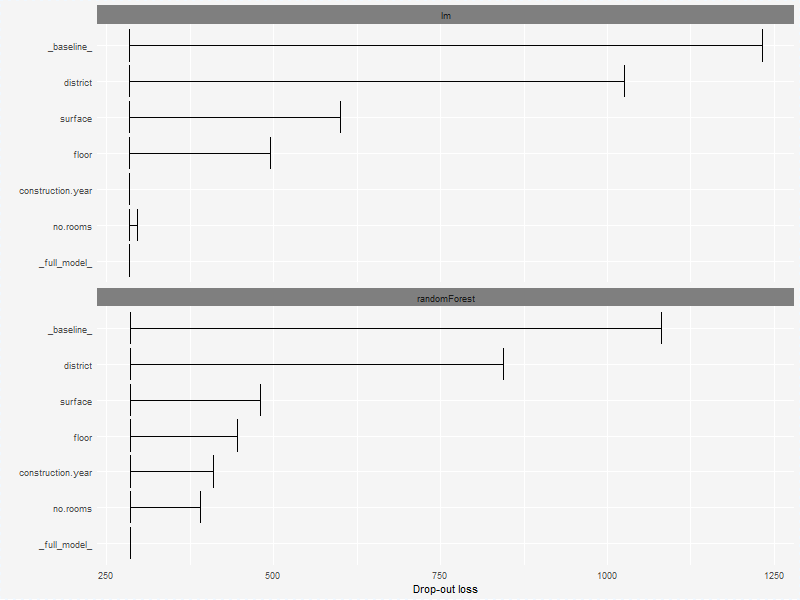 lm
_baseline_
district
surface
floor
construction.year
no.rooms
_full_model_
randomForest
_baseline_
district
surface
floor
construction.year
no.rooms
_full_model_
250 500 750 1000 1250
Drop-out loss